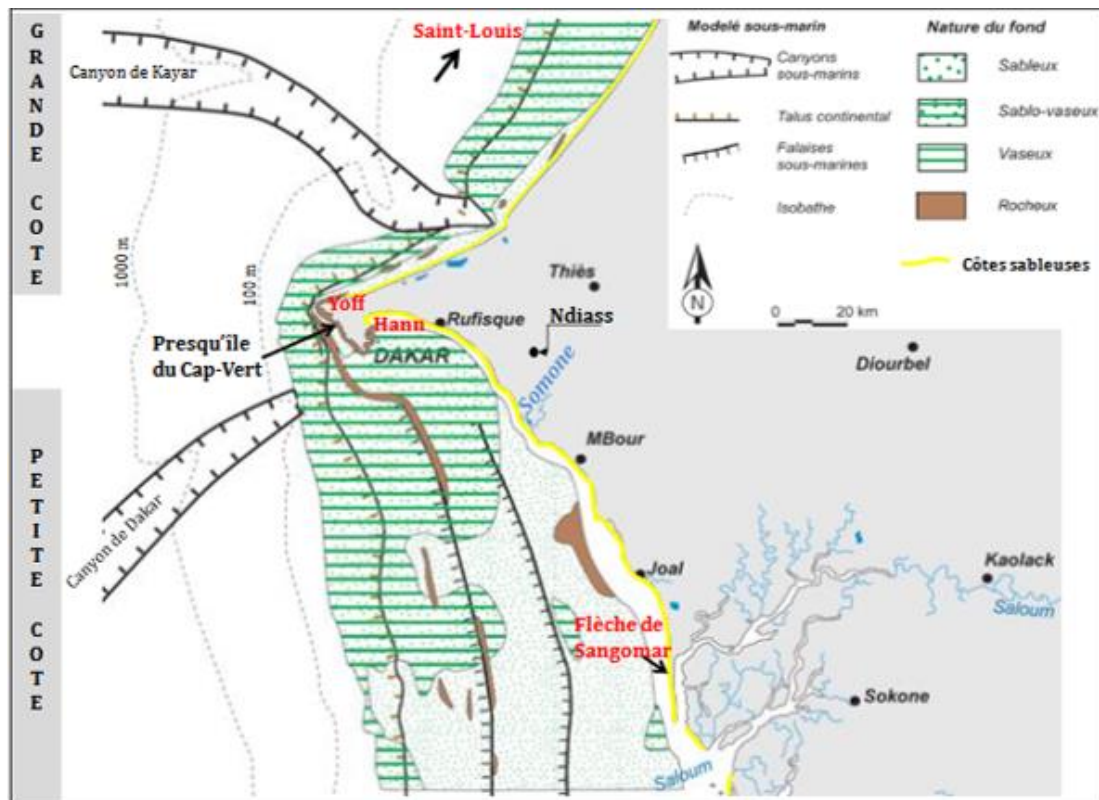 GRANDE COTE
PETITE COTE
Saint-Louis
Canyon de Kayar
1000 m
100 m
Yoff
Hann
Rufisque
Thiès
Ndiass
DAKAR
Presqu'île
du Cap-Vert
Somone
Diourbel
MBour
Canyon de Dakar
Joal
Kaolack
Saloum
Flèche de
Sangomar
Sokone
Saloum
Modelé sous-marin
Canyons
sous-marins
Talus continental
Falaises
sous-marines
Isobathe
Nature du fond
Sableux
Sablo-vaseux
Vaseux
Rocheux
Côtes sableuses
N
0 20 km